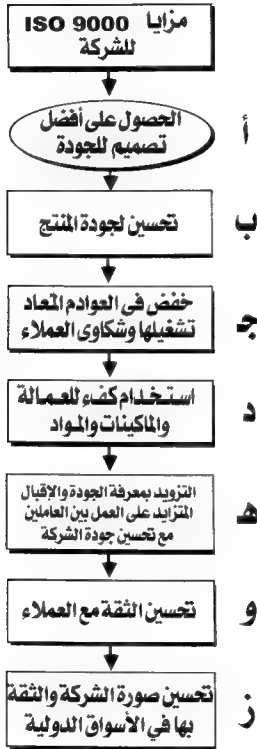 مزايا ISO 9000
للشركة
أ
الحصول على أفضل
تصميم للجودة
ب
تحسين لجودة المنتج
جـ
خفض فى العوادم المعاد
تشغيلها وشكاوى العملاء
د
استخدام كفء للعمالة
والماكينات والمواد
هـ
التزويد بمعرفة الجودة والإقبال
المتزايد على العمل بين العاملين
مع تحسين جودة الشركة
و
تحسين الثقة مع العملاء
ز
تحسين صورة الشركة والثقة
بها في الأسواق الدولية